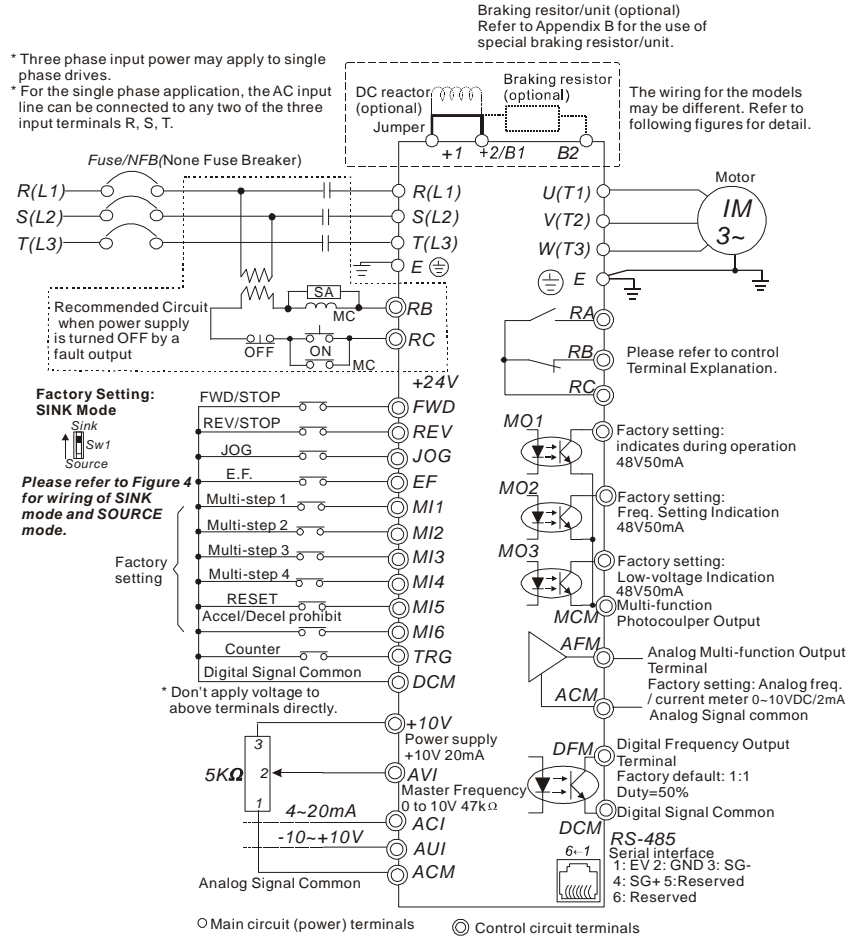 Braking resitor/unit (optional)
Refer to Appendix B for the use of
special braking resistor/unit.
* Three phase input power may apply to single
phase drives.
* For the single phase application, the AC input
line can be connected to any two of the three
input terminals R, S, T.
DC reactor
(optional)
Jumper
Braking resistor
(optional)
The wiring for the models
may be different. Refer to
following figures for detail.
+1
+2/B1
B2
Fuse/NFB(None Fuse Breaker)
R(L1)
S(L2)
T(L3)
R(L1)
S(L2)
T(L3)
E
U(T1)
V(T2)
W(T3)
E
Motor
IM
3~
Recommended Circuit
when power supply
is turned OFF by a
fault output
SA
MC
OFF
ON
MC
RB
RC
RA
RB
RC
Please refer to control
Terminal Explanation.
Factory Setting:
SINK Mode
Sink
Sw1
Source
Please refer to Figure 4
for wiring of SINK
mode and SOURCE
mode.
+24V
FWD/STOP
FWD
REV/STOP
REV
JOG
JOG
E.F.
EF
Multi-step 1
MI1
Multi-step 2
MI2
Multi-step 3
MI3
Multi-step 4
MI4
RESET
MI5
Accel/Decel prohibit
MI6
Counter
TRG
Digital Signal Common
DCM
Factory
setting
* Don't apply voltage to
above terminals directly.
MO1
Factory setting:
indicates during operation
48V50mA
MO2
Factory setting:
Freq. Setting Indication
48V50mA
MO3
Factory setting:
Low-voltage Indication
48V50mA
MCM
Multi-function
Photocoulper Output
AFM
Analog Multi-function Output
Terminal
Factory setting: Analog freq.
/ current meter 0~10VDC/2mA
ACM
Analog Signal common
+10V
Power supply
+10V 20mA
3
2
1
5KΩ
AVI
Master Frequency
0 to 10V 47kΩ
4~20mA
ACI
-10~+10V
AUI
ACM
Analog Signal Common
DFM
Digital Frequency Output
Terminal
Factory default: 1:1
Duty=50%
DCM
Digital Signal Common
RS-485
Serial interface
6←1
1: EV 2: GND 3: SG-
4: SG+ 5:Reserved
6: Reserved
Main circuit (power) terminals
Control circuit terminals